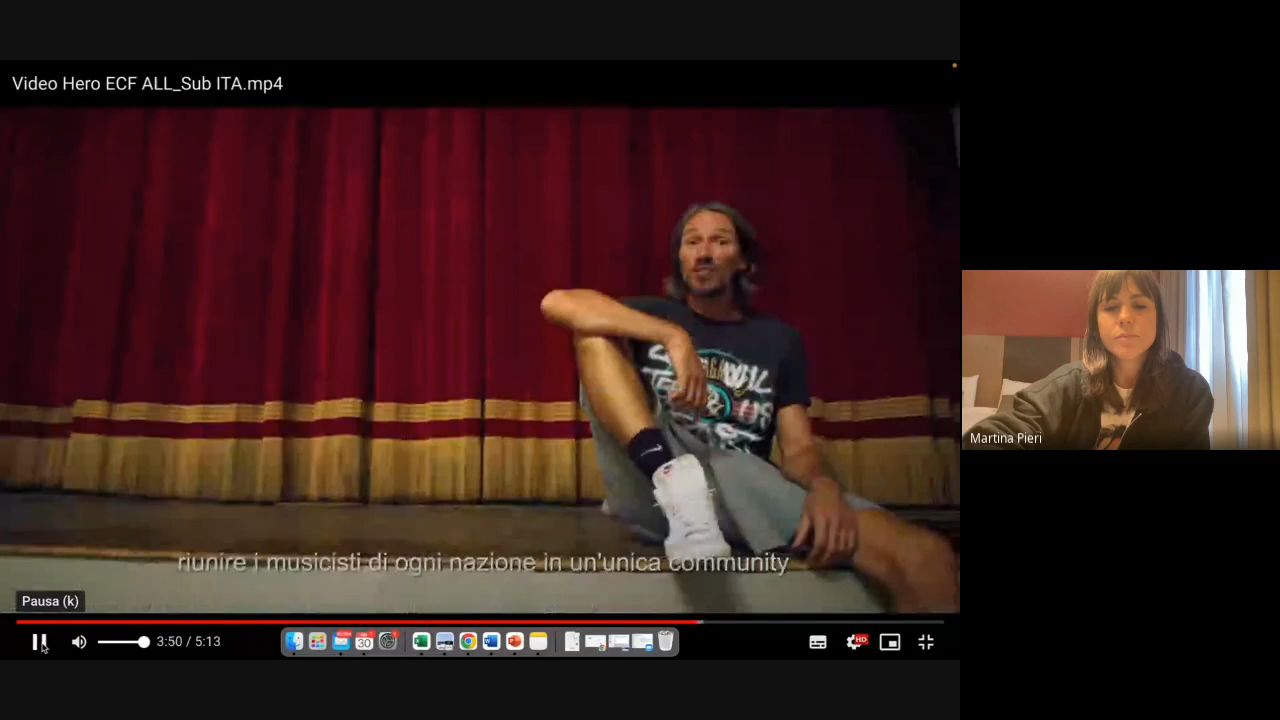 Video Hero ECF ALL_Sub ITA.mp4
riunire i musicisti di ogni nazione in un'unica community
Martina Pieri
Pausa (k)
3:50 / 5:13
30
HD